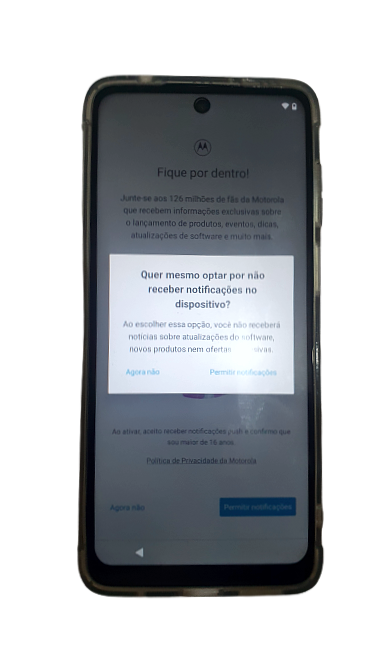 Fique por dentro!
Junte-se aos 126 milhões de fãs da Motorola
que recebem informações exclusivas sobre
o lançamento de produtos, eventos, dicas,
atualizações de software e muito mais.
Quer mesmo optar por não
receber notificações no
dispositivo?
Ao escolher essa opção, você não receberá
notícias sobre atualizações do software,
novos produtos nem ofertas
Agora não
Permitir notificações
Ao ativar, aceito receber notificações push e confirmo que
sou maior de 16 anos.
Política de Privacidade da Motorola
Agora não
Permitir notificações